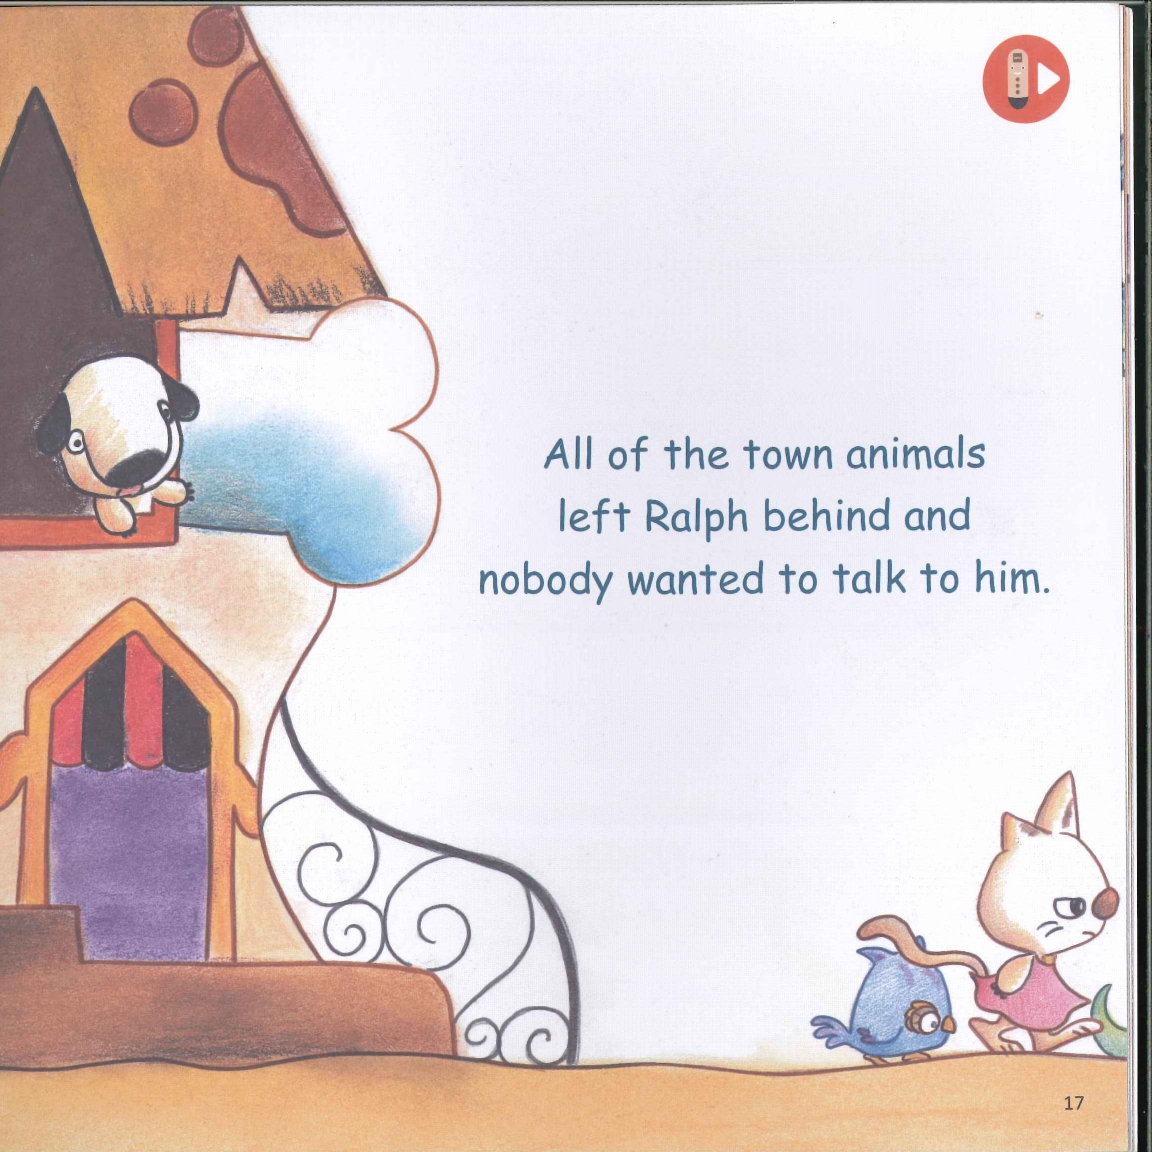 All of the town animals
left Ralph behind and
nobody wanted to talk to him.
17